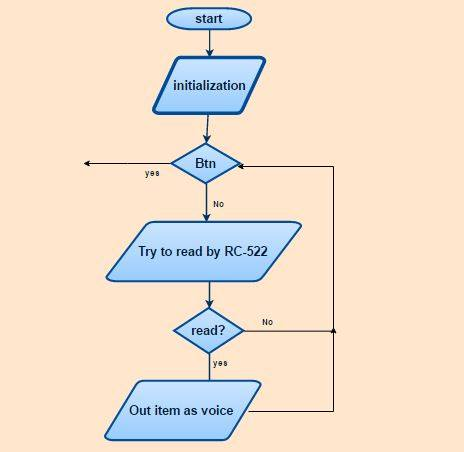 start
initialization
Btn
yes
No
Try to read by RC-522
read?
No
yes
Out item as voice